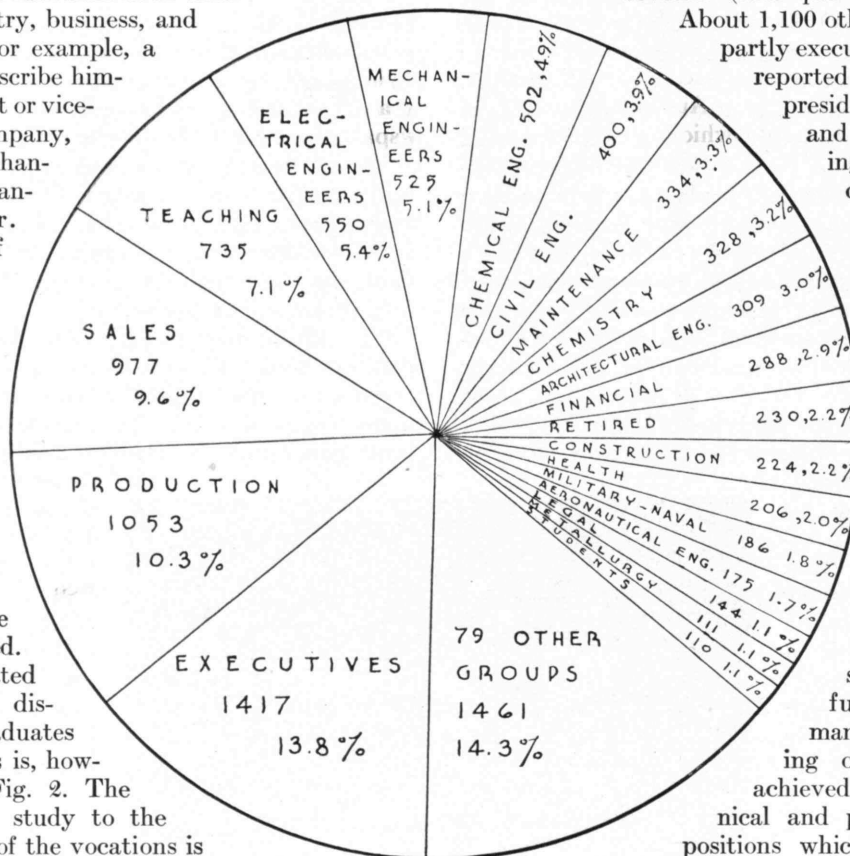 try, business, and
or example, a
scribe him-
t or vice-
mpany,
han-
an-
r.
f
About 1,100 oth
partly execu
reported
presid
and
ing
MECHAN-
ICAL
ENGIN-
EERS
525
5.1%
ELEC-
TRICAL
ENGIN-
EERS
550
5.4%
TEACHING
735
7.1%
SALES
977
9.6%
PRODUCTION
1053
10.3%
EXECUTIVES
1417
13.8%
79 OTHER
GROUPS
1461
14.3%
CHEMICAL ENG. 502, 4.9%
CIVIL ENG. 400, 3.9%
MAINTENANCE 334, 3.3%
CHEMISTRY 328, 3.2%
ARCHITECTURAL ENG. 309 3.0%
FINANCIAL 288, 2.9%
RETIRED 230, 2.2%
CONSTRUCTION 224, 2.2%
HEALTH 206, 2.0%
MILITARY-NAVAL 186 1.8%
AERONAUTICAL ENG. 175 1.7%
LEGAL 144 1.1%
METALLURGY 111 1.1%
STUDENTS 110 1.1%
e
d.
ted
dis-
aduates
s is, how-
Fig. 2. The
study to the
of the vocations is
s
fu
man
ing o
achieved
nical and p
positions whic